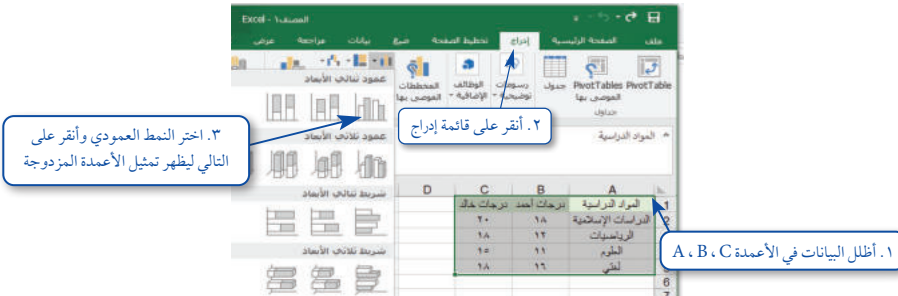 المصنف١ - Excel
ملف الصفحة الرئيسية إدراج تخطيط الصفحة صيغ بيانات مراجعة عرض
PivotTable PivotTables الموصى بها جدول رسومات توضيحية الوظائف الإضافية المخططات الموصى بها
جداول
عمود ثنائي الأبعاد
عمود ثلاثي الأبعاد
شريط ثنائي الأبعاد
شريط ثلاثي الأبعاد
٢. أنقر على قائمة إدراج
٣. اختر النمط العمودي وأنقر على
التالي ليظهر تمثيل الأعمدة المزدوجة
المواد الدراسية
A B C D
1 المواد الدراسية درجات أحمد درجات خالد
2 الدراسات الإسلامية ١٨ ٢٠
الرياضيات ١٢ ١٨
العلوم ١١ ١٥
لغتي ١٦ ١٨
6
7
١. أظلل البيانات في الأعمدة A ، B ، C